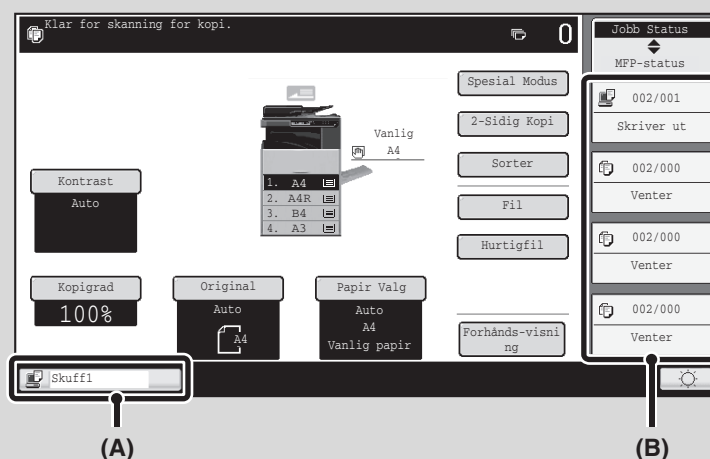 Klar for skanning for kopi.
0
Jobb Status
MFP-status
Spesial Modus
002/001
Skriver ut
2-Sidig Kopi
Vanlig
A4
Sorter
002/000
Venter
Kontrast
Auto
1. A4
2. A4R
3. B4
4. A3
Fil
Hurtigfil
002/000
Venter
Kopigrad
100%
Original
Auto
A4
Papir Valg
Auto
A4
Vanlig papir
Forhånds-visni
ng
002/000
Venter
Skuff1
(A)
(B)